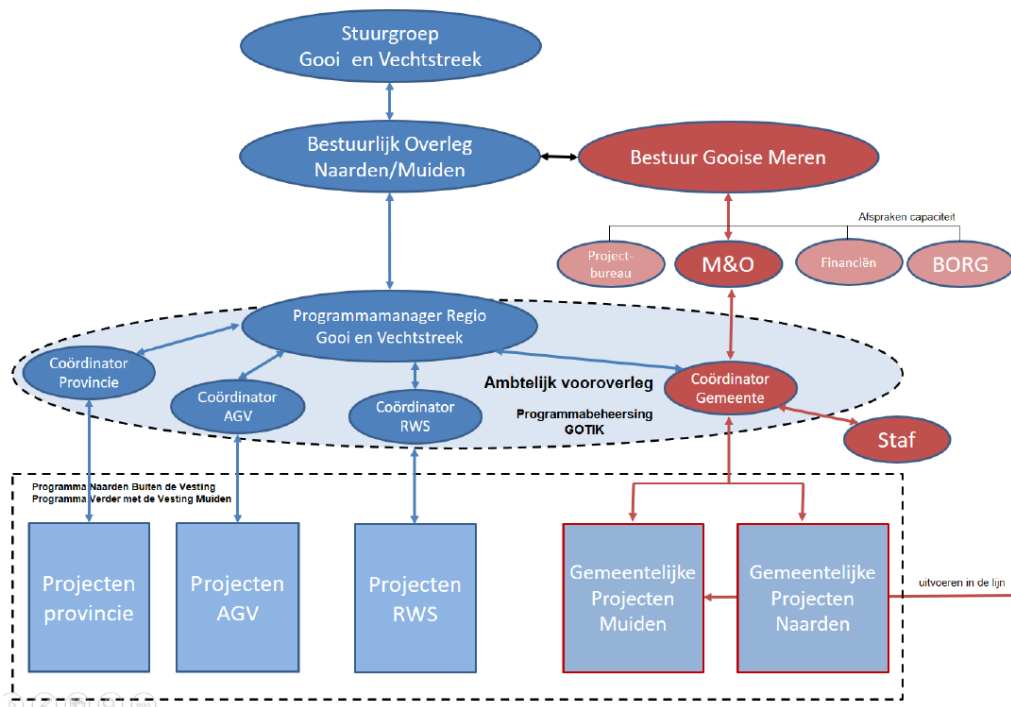 Stuurgroep
Gooi en Vechtstreek
Bestuurlijk Overleg
Naarden/Muiden
Bestuur Gooise Meren
Afspraken capaciteit
Project-
bureau
M&O
Financiën
BORG
Programmamanager Regio
Gooi en Vechtstreek
Coördinator
Provincie
Coördinator
AGV
Coördinator
RWS
Ambtelijk vooroverleg
Programmabeheersing
GOTIK
Coördinator
Gemeente
Staf
Programma Naarden Buiten de Vesting
Programma Verder met de Vesting Muiden
Projecten
provincie
Projecten
AGV
Projecten
RWS
Gemeentelijke
Projecten
Muiden
Gemeentelijke
Projecten
Naarden
uitvoeren in de lijn